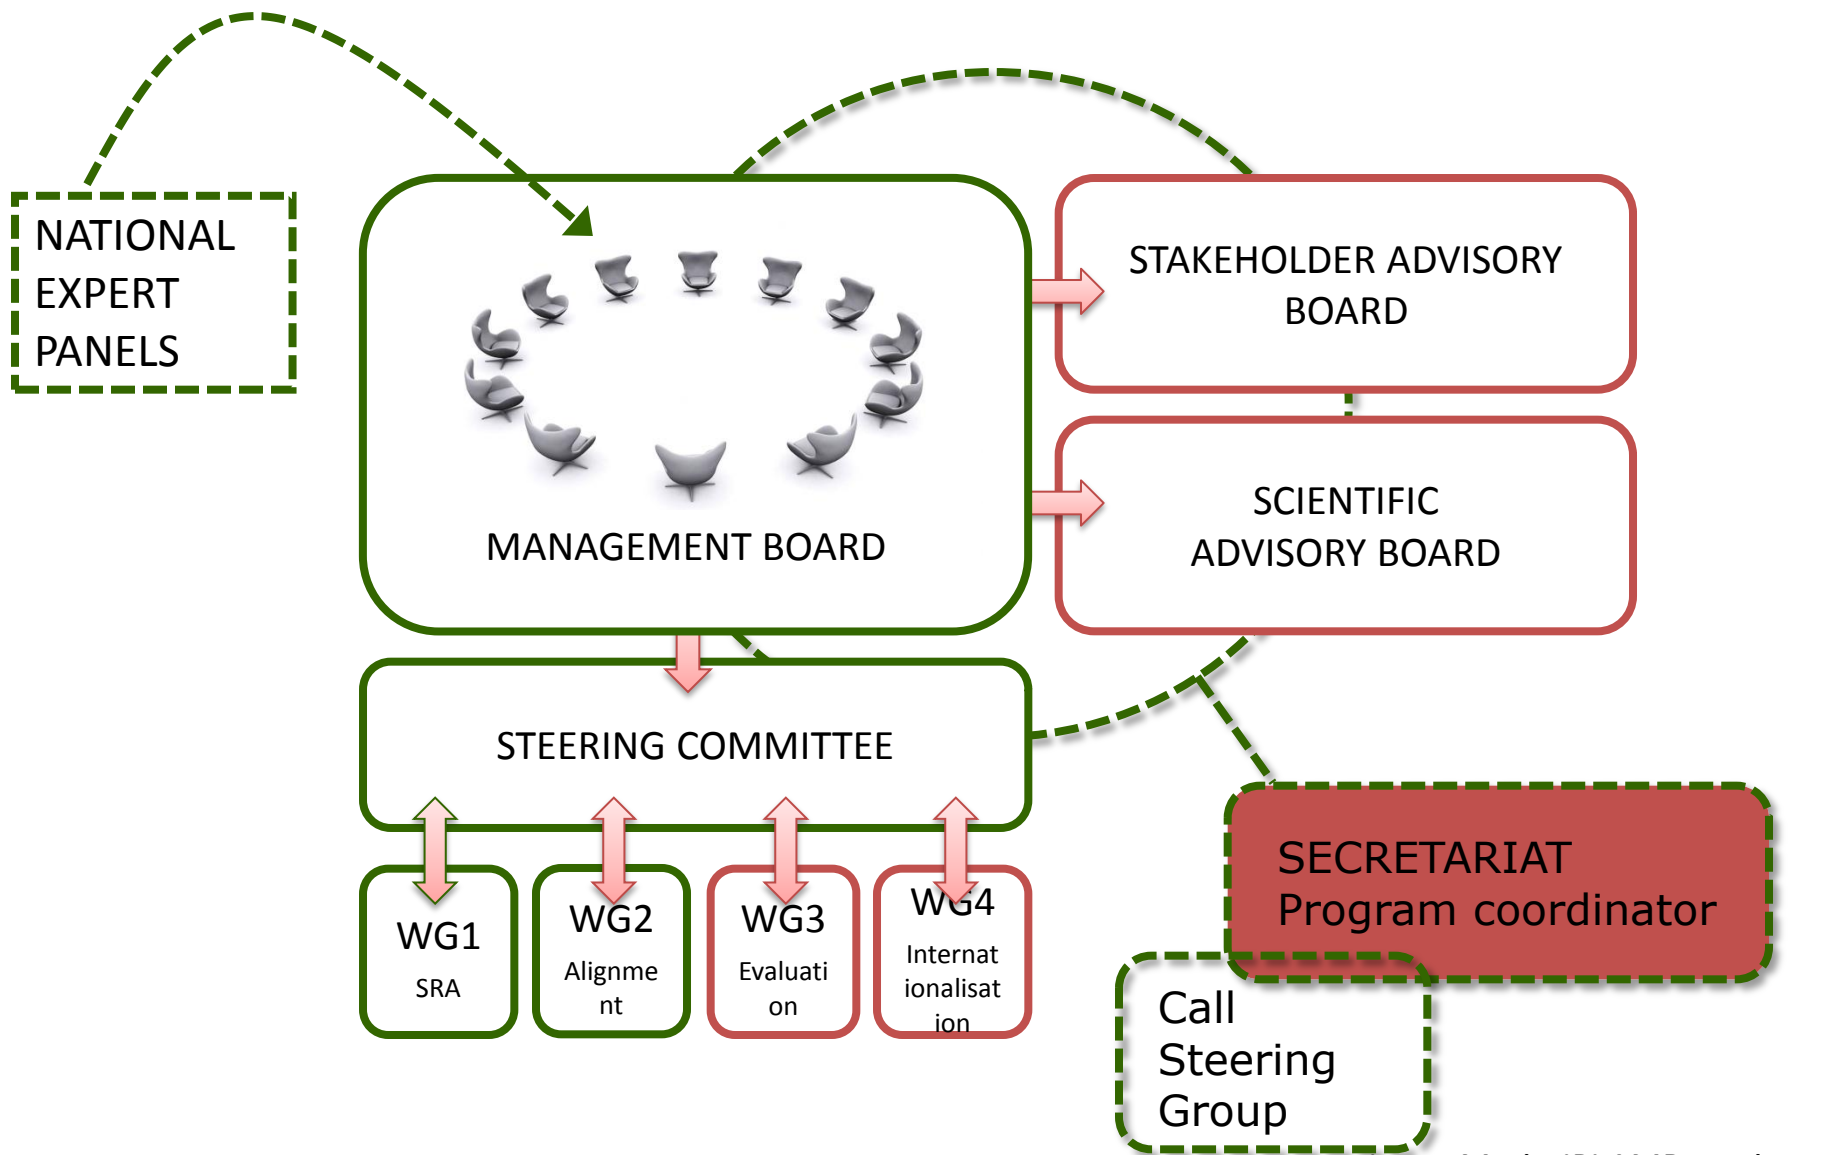 NATIONAL
EXPERT
PANELS
MANAGEMENT BOARD
STAKEHOLDER ADVISORY
BOARD
SCIENTIFIC
ADVISORY BOARD
STEERING COMMITTEE
WG1
SRA
WG2
Alignme
nt
WG3
Evaluati
on
WG4
Internat
ionalisat
ion
SECRETARIAT
Program coordinator
Call
Steering
Group